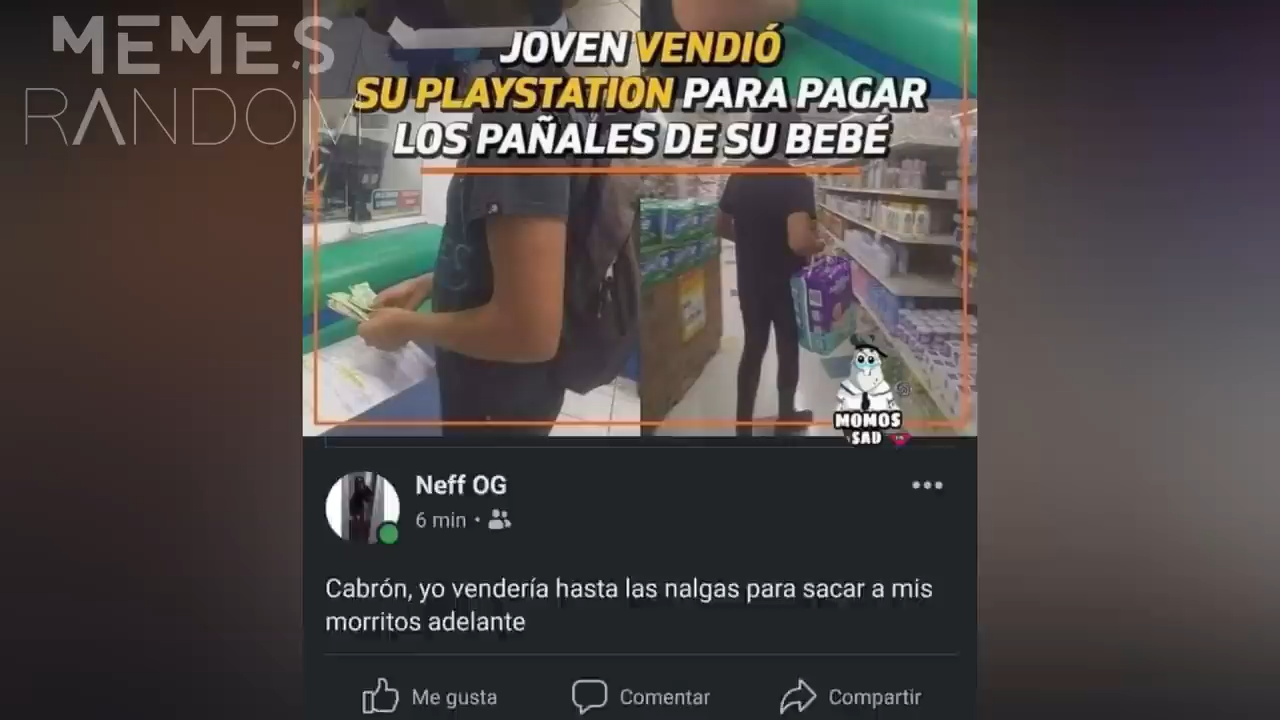 MEMES
RANDOM
JOVEN VENDIÓ
SU PLAYSTATION PARA PAGAR
LOS PAÑALES DE SU BEBÉ
MOMOS
SAD
Neff OG
6 min
Cabrón, yo vendería hasta las nalgas para sacar a mis
morritos adelante
Me gusta Comentar Compartir